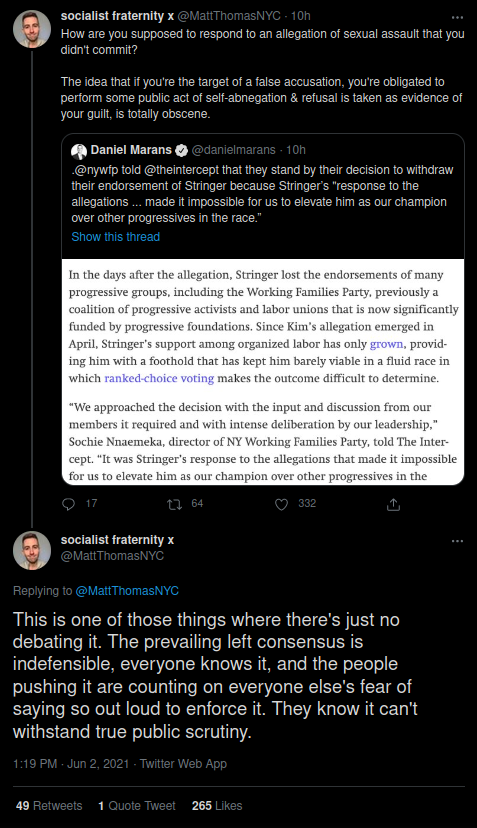 socialist fraternity x @MattThomasNYC · 10h
How are you supposed to respond to an allegation of sexual assault that you
didn't commit?
The idea that if you're the target of a false accusation, you're obligated to
perform some public act of self-abnegation & refusal is taken as evidence of
your guilt, is totally obscene.
Daniel Marans @danielmarans · 10h
.@nywfp told @theintercept that they stand by their decision to withdraw
their endorsement of Stringer because Stringer's "response to the
allegations ... made it impossible for us to elevate him as our champion
over other progressives in the race."
Show this thread
In the days after the allegation, Stringer lost the endorsements of many
progressive groups, including the Working Families Party, previously a
coalition of progressive activists and labor unions that is now significantly
funded by progressive foundations. Since Kim's allegation emerged in
April, Stringer's support among organized labor has only grown, provid-
ing him with a foothold that has kept him barely viable in a fluid race in
which ranked-choice voting makes the outcome difficult to determine.
“We approached the decision with the input and discussion from our
members it required and with intense deliberation by our leadership,”
Sochie Nnaemeka, director of NY Working Families Party, told The Inter-
cept. “It was Stringer's response to the allegations that made it impossible
for us to elevate him as our champion over other progressives in the
17 64 332
socialist fraternity x
@MattThomasNYC
Replying to @MattThomasNYC
This is one of those things where there's just no
debating it. The prevailing left consensus is
indefensible, everyone knows it, and the people
pushing it are counting on everyone else's fear of
saying so out loud to enforce it. They know it can't
withstand true public scrutiny.
1:19 PM · Jun 2, 2021 · Twitter Web App
49 Retweets 1 Quote Tweet 265 Likes